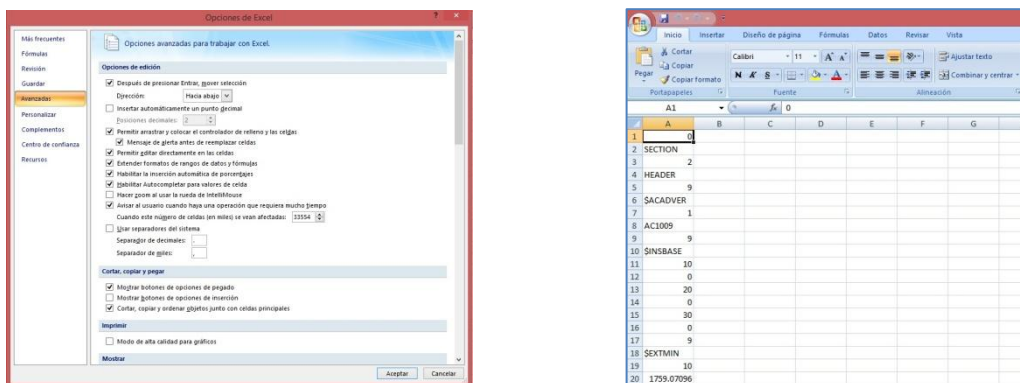 Opciones de Excel
Más frecuentes
Fórmulas
Revisión
Guardar
Avanzadas
Personalizar
Complementos
Centro de confianza
Recursos
Opciones avanzadas para trabajar con Excel.
Opciones de edición
Después de presionar Entrar, mover selección
Dirección: Hacia abajo
Insertar automáticamente un punto decimal
Posiciones decimales: 2
Permitir arrastrar y colocar el controlador de relleno y las celdas
Mensaje de alerta antes de reemplazar celdas
Permitir editar directamente en las celdas
Extender formatos de rangos de datos y fórmulas
Habilitar la inserción automática de porcentajes
Habilitar Autocompletar para valores de celda
Hacer zoom al usar la rueda de IntelliMouse
Avisar al usuario cuando haya una operación que requiera mucho tiempo
Cuando este número de celdas (en miles) se vean afectadas: 33554
Usar separadores del sistema
Separador de decimales: .
Separador de miles:
Cortar, copiar y pegar
Mostrar botones de opciones de pegado
Mostrar botones de opciones de inserción
Cortar, copiar y ordenar objetos junto con celdas principales
Imprimir
Modo de alta calidad para gráficos
Mostrar
Aceptar Cancelar
Inicio Insertar Diseño de página Fórmulas Datos Revisar Vista
Pegar
Cortar
Copiar
Copiar formato
Portapapeles
Calibri 11 A A
N K S A
Fuente
Ajustar texto
Combinar y centrar
Alineación
A1 fx 0
A B C D E F G
1 0
2 SECTION
3 2
4 HEADER
5 9
6 $ACADVER
7 1
8 AC1009
9 9
10 $INSBASE
11 10
12 0
13 20
14 0
15 30
16 0
17 9
18 $EXTMIN
19 10
20 1759.07096